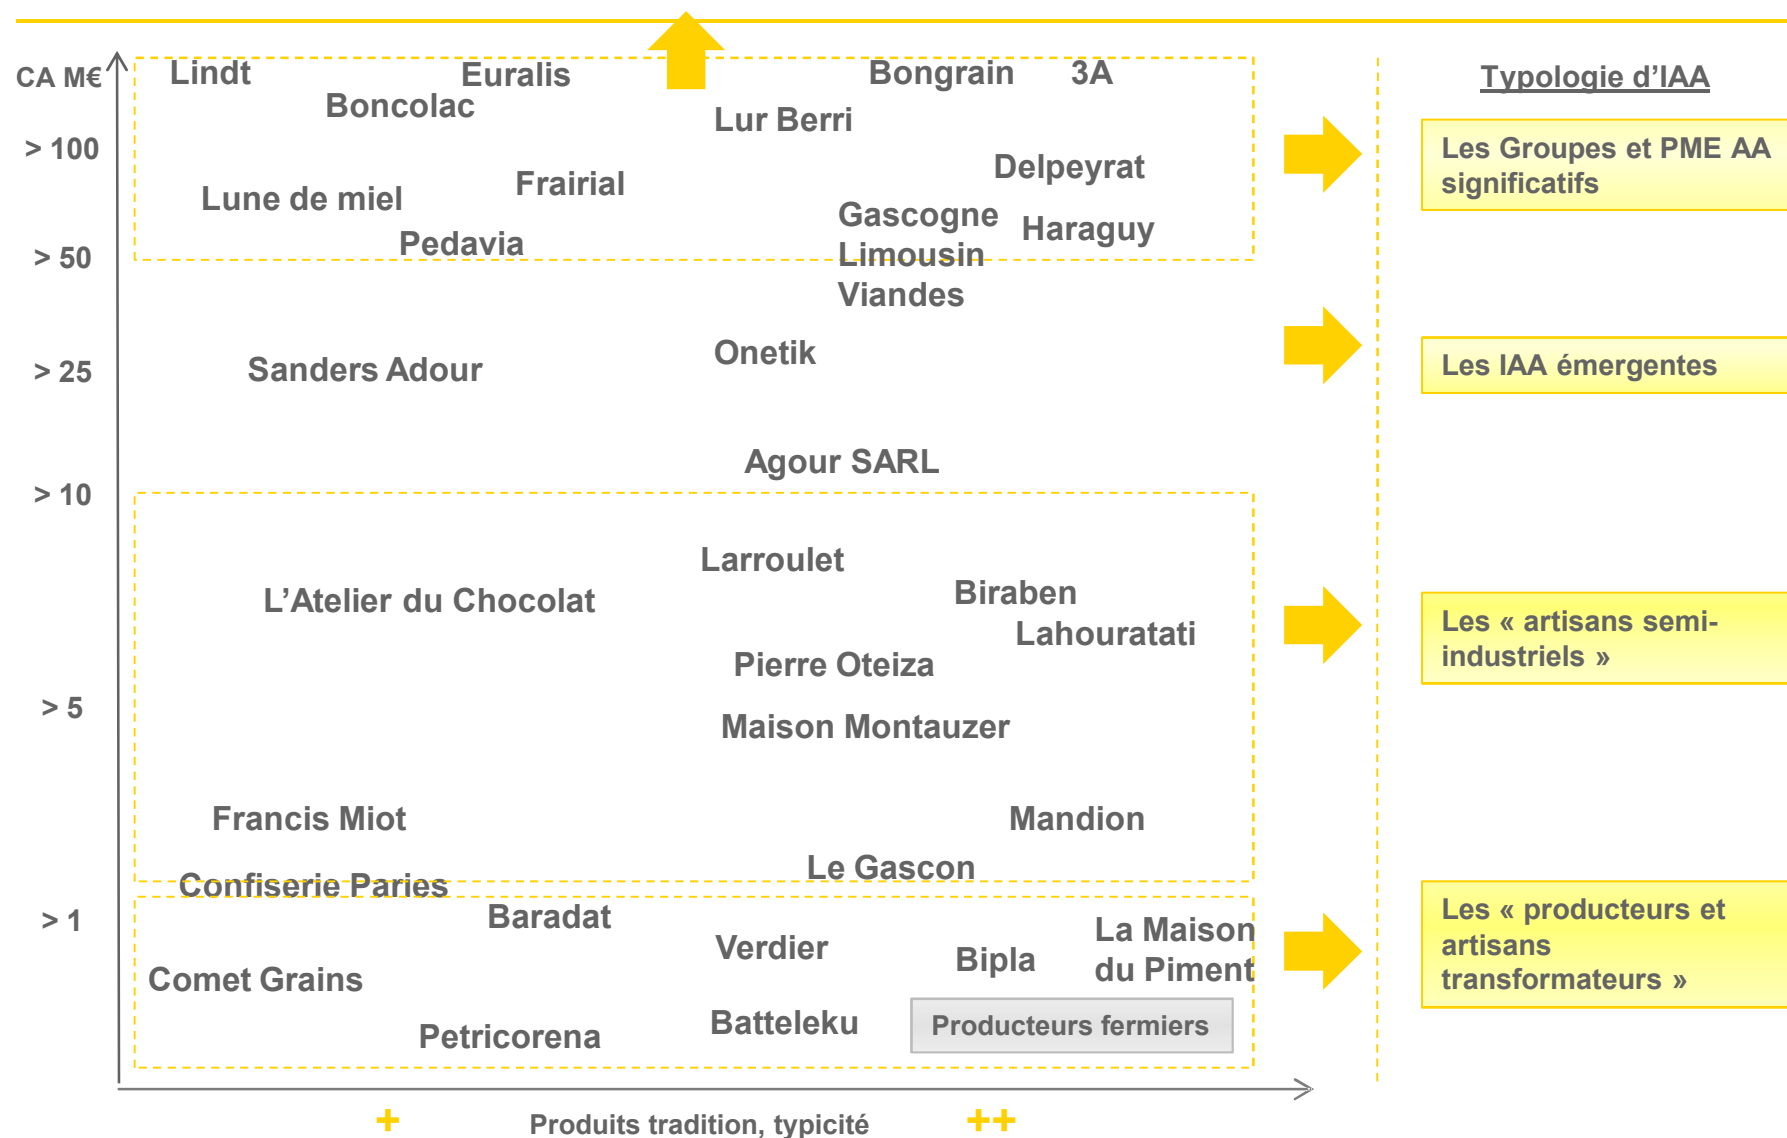 CA M€
Lindt
Euralis
Bongrain
3A
Typologie d’IAA
Boncolac
Lur Berri
> 100
Les Groupes et PME AA
significatifs
Delpeyrat
Lune de miel
Frairial
Gascogne
Limousin
Viandes
Haraguy
Pedavia
> 50
Onetik
Sanders Adour
> 25
Les IAA émergentes
Agour SARL
> 10
Larroulet
L’Atelier du Chocolat
Biraben
Lahouratati
Les « artisans semi-
industriels »
Pierre Oteiza
> 5
Maison Montauzer
Francis Miot
Mandion
Le Gascon
Confiserie Paries
> 1
Baradat
Verdier
Bipla
La Maison
du Piment
Les « producteurs et
artisans
transformateurs »
Comet Grains
Petricorena
Batteleku
Producteurs fermiers
+ Produits tradition, typicité ++